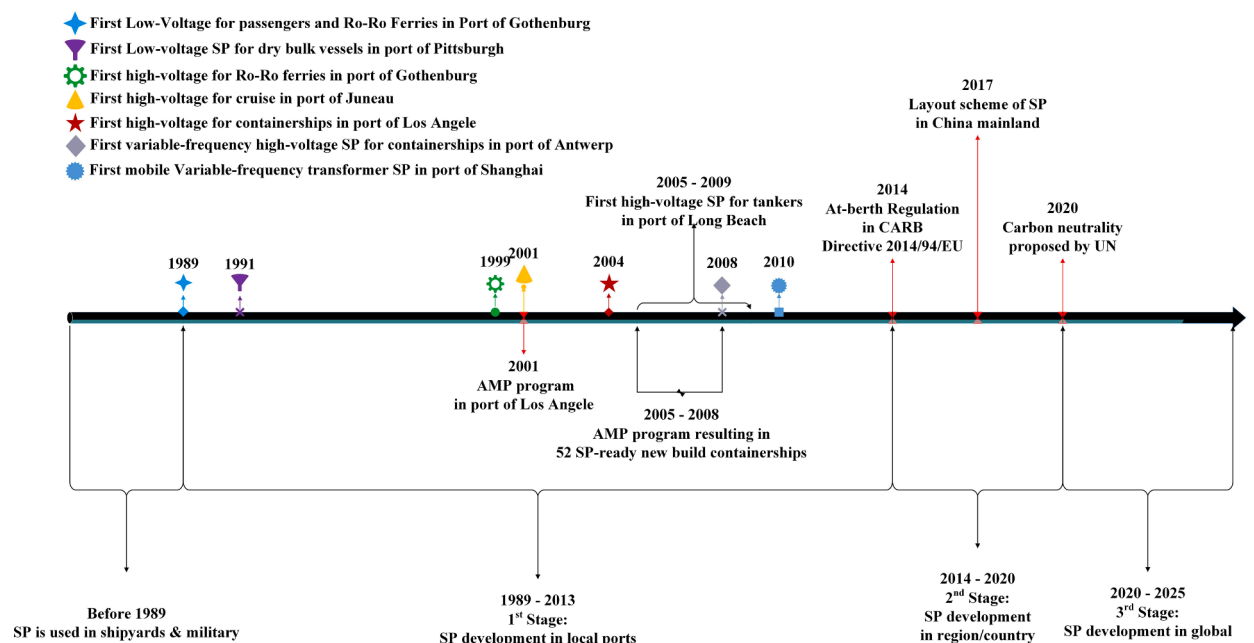 First Low-Voltage for passengers and Ro-Ro Ferries in Port of Gothenburg
First Low-voltage SP for dry bulk vessels in port of Pittsburgh
First high-voltage for Ro-Ro ferries in port of Gothenburg
First high-voltage for cruise in port of Juneau
First high-voltage for containerships in port of Los Angele
First variable-frequency high-voltage SP for containerships in port of Antwerp
First mobile Variable-frequency transformer SP in port of Shanghai
2017
Layout scheme of SP
in China mainland
2005 - 2009
First high-voltage SP for tankers
in port of Long Beach
2014
At-berth Regulation
in CARB
Directive 2014/94/EU
2020
Carbon neutrality
proposed by UN
1989
1991
1999
2001
2004
2008
2010
2001
AMP program
in port of Los Angele
2005 - 2008
AMP program resulting in
52 SP-ready new build containerships
Before 1989
SP is used in shipyards & military
1989 - 2013
1st Stage:
SP development in local ports
2014 - 2020
2nd Stage:
SP development
in region/country
2020 - 2025
3rd Stage:
SP development in global